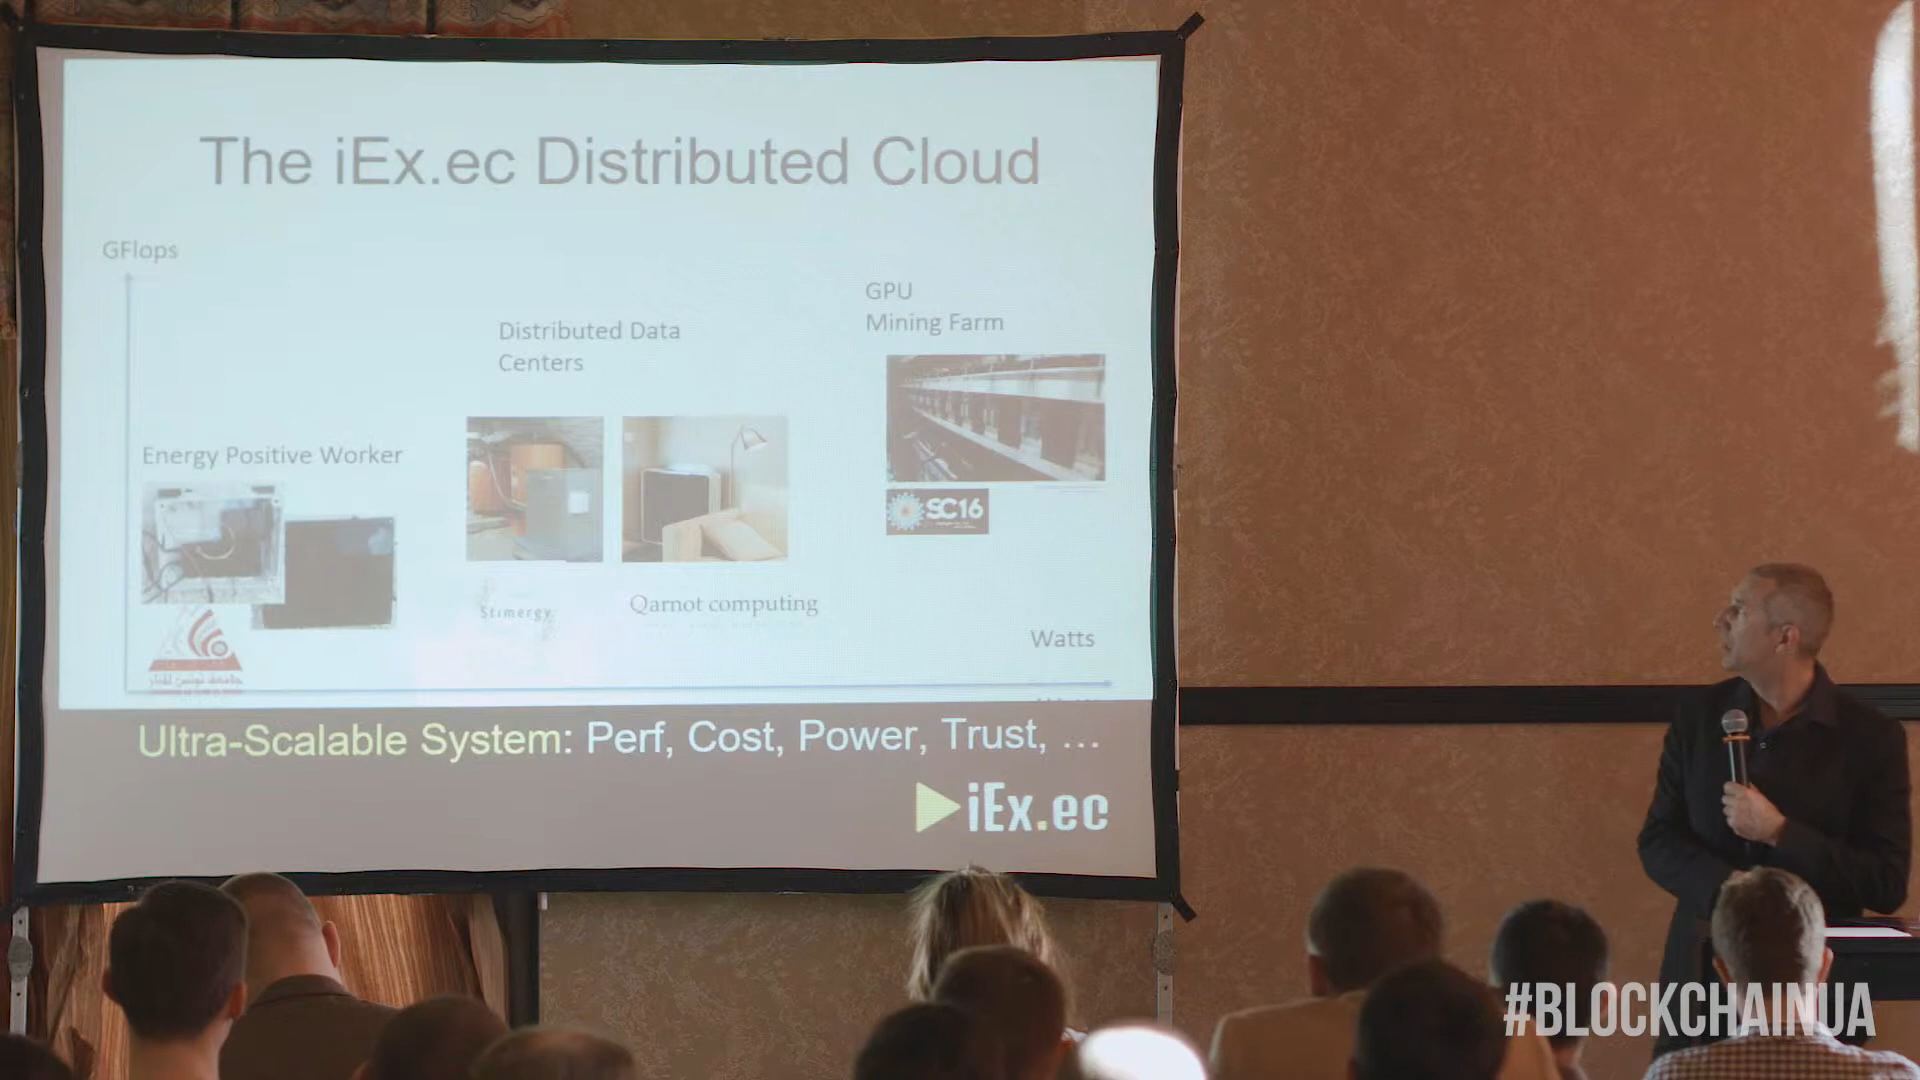 The iEx.ec Distributed Cloud
GFlops
GPU
Mining Farm
Distributed Data
Centers
Energy Positive Worker
SC16
Stimergy
Qarnot computing
Watts
Ultra-Scalable System: Perf, Cost, Power, Trust, …
iEx.ec
#BLOCKCHAINUA